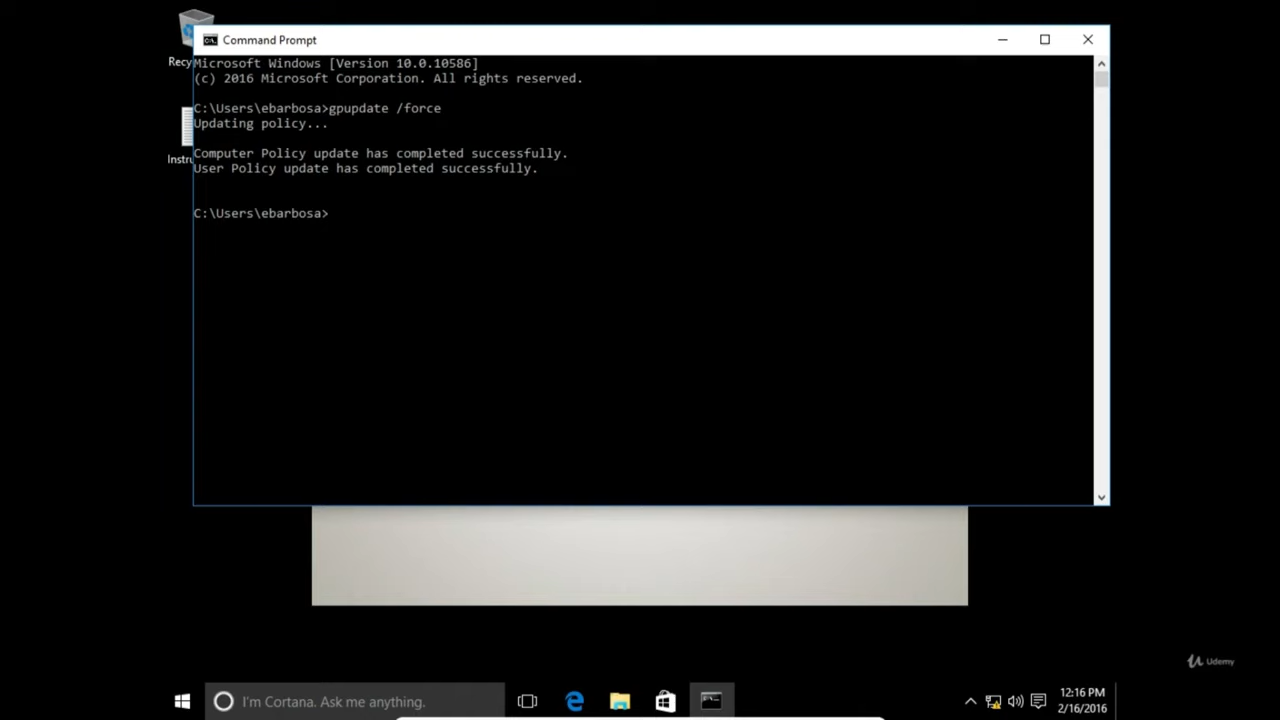 Command Prompt
Recy
Microsoft Windows [Version 10.0.10586]
(c) 2016 Microsoft Corporation. All rights reserved.
C:\Users\ebarbosa>gpupdate /force
Updating policy...
Instru
Computer Policy update has completed successfully.
User Policy update has completed successfully.
C:\Users\ebarbosa>
Udemy
I'm Cortana. Ask me anything.
12:16 PM
2/16/2016